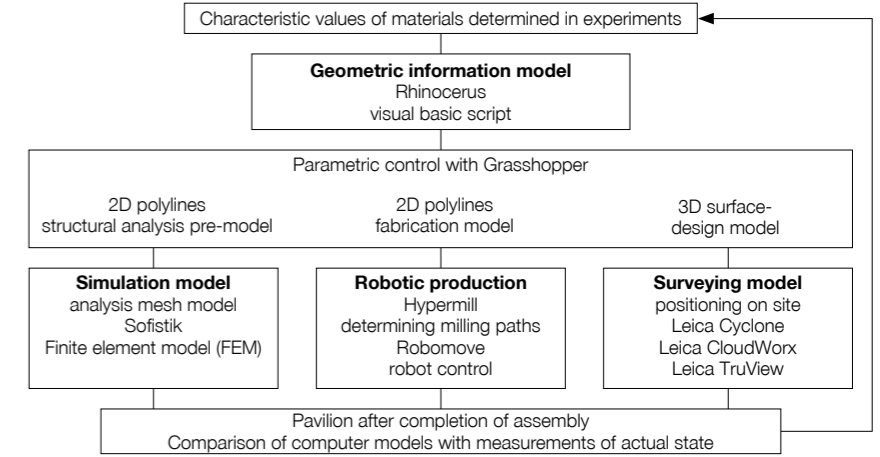 Characteristic values of materials determined in experiments
Geometric information model
Rhinocerus
visual basic script
Parametric control with Grasshopper
2D polylines
structural analysis pre-model
2D polylines
fabrication model
3D surface-
design model
Simulation model
analysis mesh model
Sofistik
Finite element model (FEM)
Robotic production
Hypermill
determining milling paths
Robomove
robot control
Surveying model
positioning on site
Leica Cyclone
Leica CloudWorx
Leica TruView
Pavilion after completion of assembly
Comparison of computer models with measurements of actual state